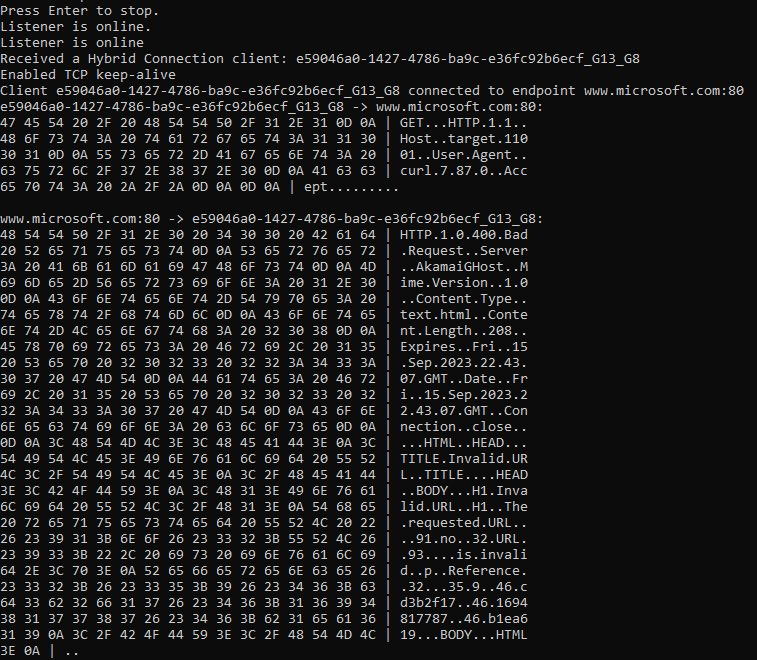 Press Enter to stop.
Listener is online.
Listener is online
Received a Hybrid Connection client: e59046a0-1427-4786-ba9c-e36fc92b6ecf_G13_G8
Enabled TCP keep-alive
Client e59046a0-1427-4786-ba9c-e36fc92b6ecf_G13_G8 connected to endpoint www.microsoft.com:80
e59046a0-1427-4786-ba9c-e36fc92b6ecf_G13_G8 -> www.microsoft.com:80:
47 45 54 20 2F 20 48 54 54 50 2F 31 2E 31 0D 0A | GET...HTTP.1.1..
48 6F 73 74 3A 20 74 61 72 67 65 74 3A 31 31 30 | Host..target.110
30 31 0D 0A 55 73 65 72 2D 41 67 65 6E 74 3A 20 | 01..User.Agent..
63 75 72 6C 2F 37 2E 38 37 2E 30 0D 0A 41 63 63 | curl.7.87.0..Acc
65 70 74 3A 20 2A 2F 2A 0D 0A 0D 0A | ept.........
www.microsoft.com:80 -> e59046a0-1427-4786-ba9c-e36fc92b6ecf_G13_G8:
48 54 54 50 2F 31 2E 30 20 34 30 30 20 42 61 64 | HTTP.1.0.400.Bad
20 52 65 71 75 65 73 74 0D 0A 53 65 72 76 65 72 | .Request..Server
3A 20 41 6B 61 6D 61 69 47 48 6F 73 74 0D 0A 4D | ..AkamaiGHost..M
69 6D 65 2D 56 65 72 73 69 6F 6E 3A 20 31 2E 30 | ime.Version..1.0
0D 0A 43 6F 6E 74 65 6E 74 2D 54 79 70 65 3A 20 | ..Content.Type..
74 65 78 74 2F 68 74 6D 6C 0D 0A 43 6F 6E 74 65 | text.html..Conte
6E 74 2D 4C 65 6E 67 74 68 3A 20 32 30 38 0D 0A | nt.Length..208..
45 78 70 69 72 65 73 3A 20 46 72 69 2C 20 31 35 | Expires..Fri..15
20 53 65 70 20 32 30 32 33 20 32 32 3A 34 33 3A | .Sep.2023.22.43.
30 37 20 47 4D 54 0D 0A 44 61 74 65 3A 20 46 72 | 07.GMT..Date..Fr
69 2C 20 31 35 20 53 65 70 20 32 30 32 33 20 32 | i..15.Sep.2023.2
32 3A 34 33 3A 30 37 20 47 4D 54 0D 0A 43 6F 6E | 2.43.07.GMT..Con
6E 65 63 74 69 6F 6E 3A 20 63 6C 6F 73 65 0D 0A | nection..close..
0D 0A 3C 48 54 4D 4C 3E 3C 48 45 41 44 3E 0A 3C | ...HTML..HEAD...
54 49 54 4C 45 3E 49 6E 76 61 6C 69 64 20 55 52 | TITLE.Invalid.UR
4C 3C 2F 54 49 54 4C 45 3E 0A 3C 2F 48 45 41 44 | L..TITLE....HEAD
3E 3C 42 4F 44 59 3E 0A 3C 48 31 3E 49 6E 76 61 | ..BODY...H1.Inva
6C 69 64 20 55 52 4C 3C 2F 48 31 3E 0A 54 68 65 | lid.URL..H1..The
20 72 65 71 75 65 73 74 65 64 20 55 52 4C 20 22 | .requested.URL..
26 23 39 31 3B 6E 6F 26 23 33 32 3B 55 52 4C 26 | ..91.no..32.URL.
23 39 33 3B 22 2C 20 69 73 20 69 6E 76 61 6C 69 | .93....is.invali
64 2E 3C 70 3E 0A 52 65 66 65 72 65 6E 63 65 26 | d..p..Reference.
23 33 32 3B 26 23 33 35 3B 39 26 23 34 36 3B 63 | .32...35.9..46.c
64 33 62 32 66 31 37 26 23 34 36 3B 31 36 39 34 | d3b2f17..46.1694
38 31 37 37 38 37 26 23 34 36 3B 62 31 65 61 36 | 817787..46.b1ea6
31 39 0A 3C 2F 42 4F 44 59 3E 3C 2F 48 54 4D 4C | 19...BODY...HTML
3E 0A | ..